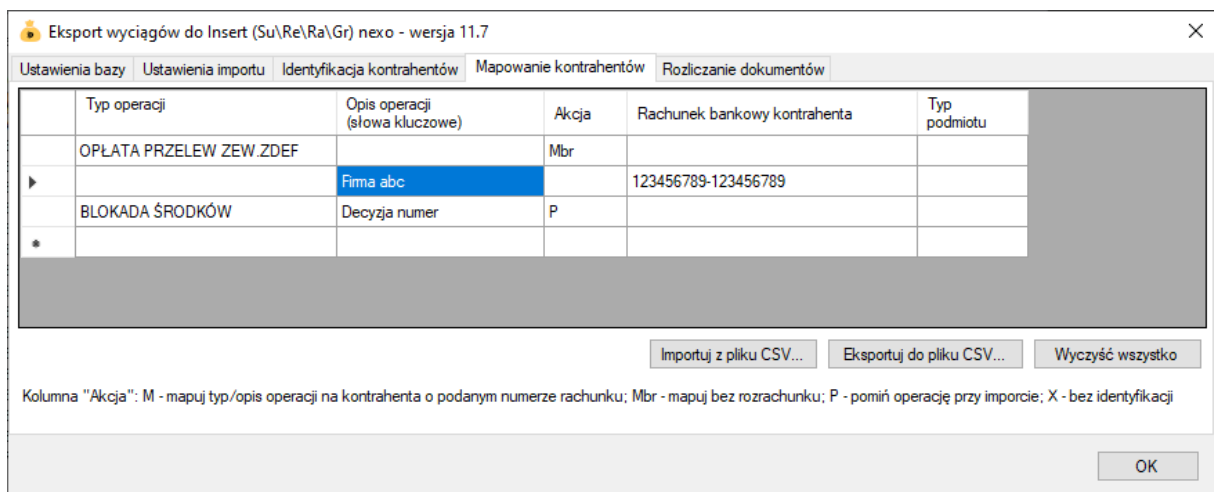 Eksport wyciągów do Insert (Su\Re\Ra\Gr) nexo - wersja 11.7
Ustawienia bazy Ustawienia importu Identyfikacja kontrahentów Mapowanie kontrahentów Rozliczanie dokumentów
Typ operacji Opis operacji (słowa kluczowe) Akcja Rachunek bankowy kontrahenta Typ podmiotu
OPŁATA PRZELEW ZEW.ZDEF Mbr
Firma abc 123456789-123456789
BLOKADA ŚRODKÓW Decyzja numer P
Importuj z pliku CSV... Eksportuj do pliku CSV... Wyczyść wszystko
Kolumna "Akcja": M - mapuj typ/opis operacji na kontrahenta o podanym numerze rachunku; Mbr - mapuj bez rozrachunku; P - pomiń operację przy imporcie; X - bez identyfikacji
OK